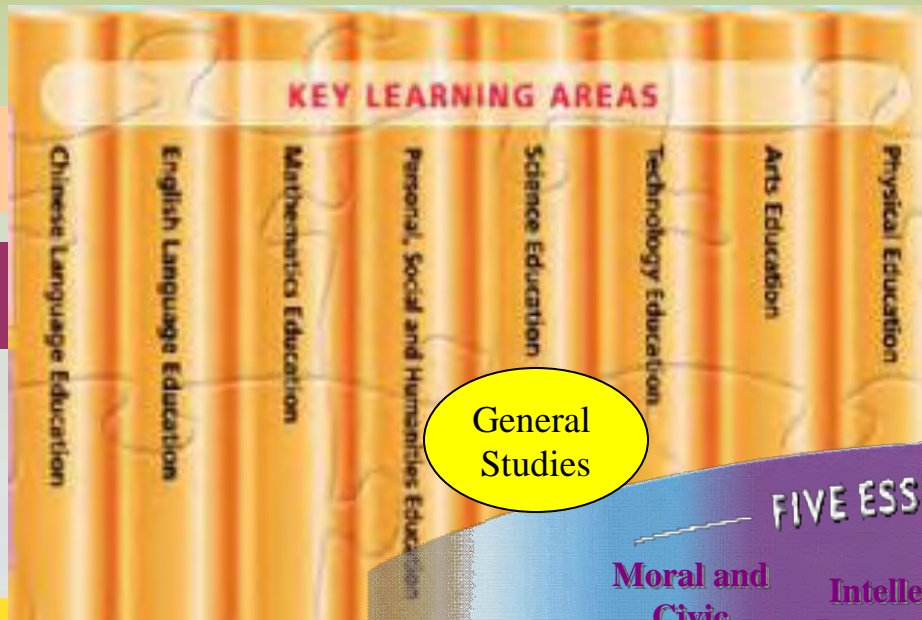 KEY LEARNING AREAS
Chinese Language Education
English Language Education
Mathematics Education
Personal, Social and Humanities Education
Science Education
Technology Education
Arts Education
Physical Education
General
Studies
FIVE ESS
Moral and
Civic
Intelle